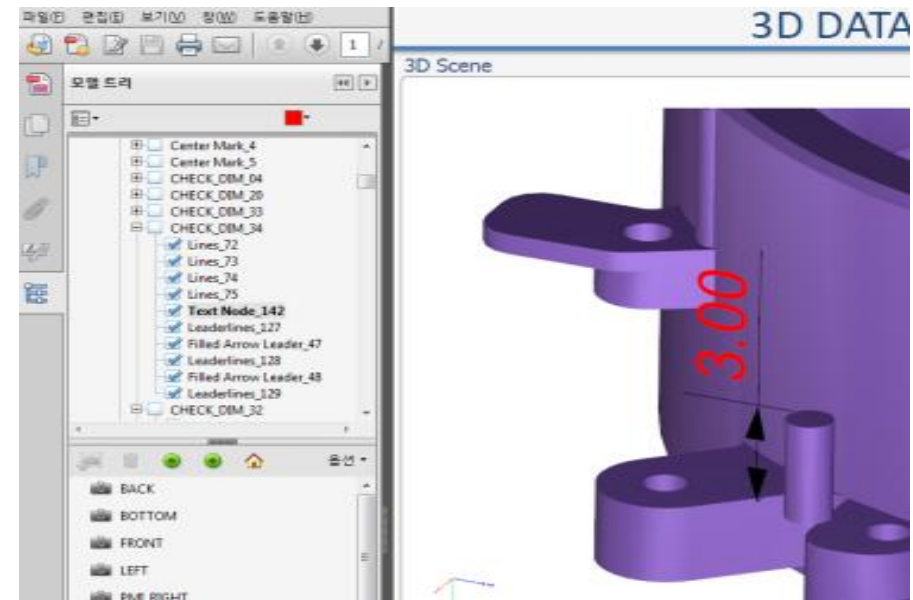 파일(F) 편집(E) 보기(V) 창(W) 도움말(H)
1 /
3D DATA
3D Scene
모델 트리
Center Mark_4
Center Mark_5
CHECK_DIM_04
CHECK_DIM_20
CHECK_DIM_33
CHECK_DIM_34
Lines_72
Lines_73
Lines_74
Lines_75
Text Node_142
Leaderlines_127
Filled Arrow Leader_47
Leaderlines_128
Filled Arrow Leader_48
Leaderlines_129
CHECK_DIM_32
3.00
옵션
BACK
BOTTOM
FRONT
LEFT
PMI_RIGHT